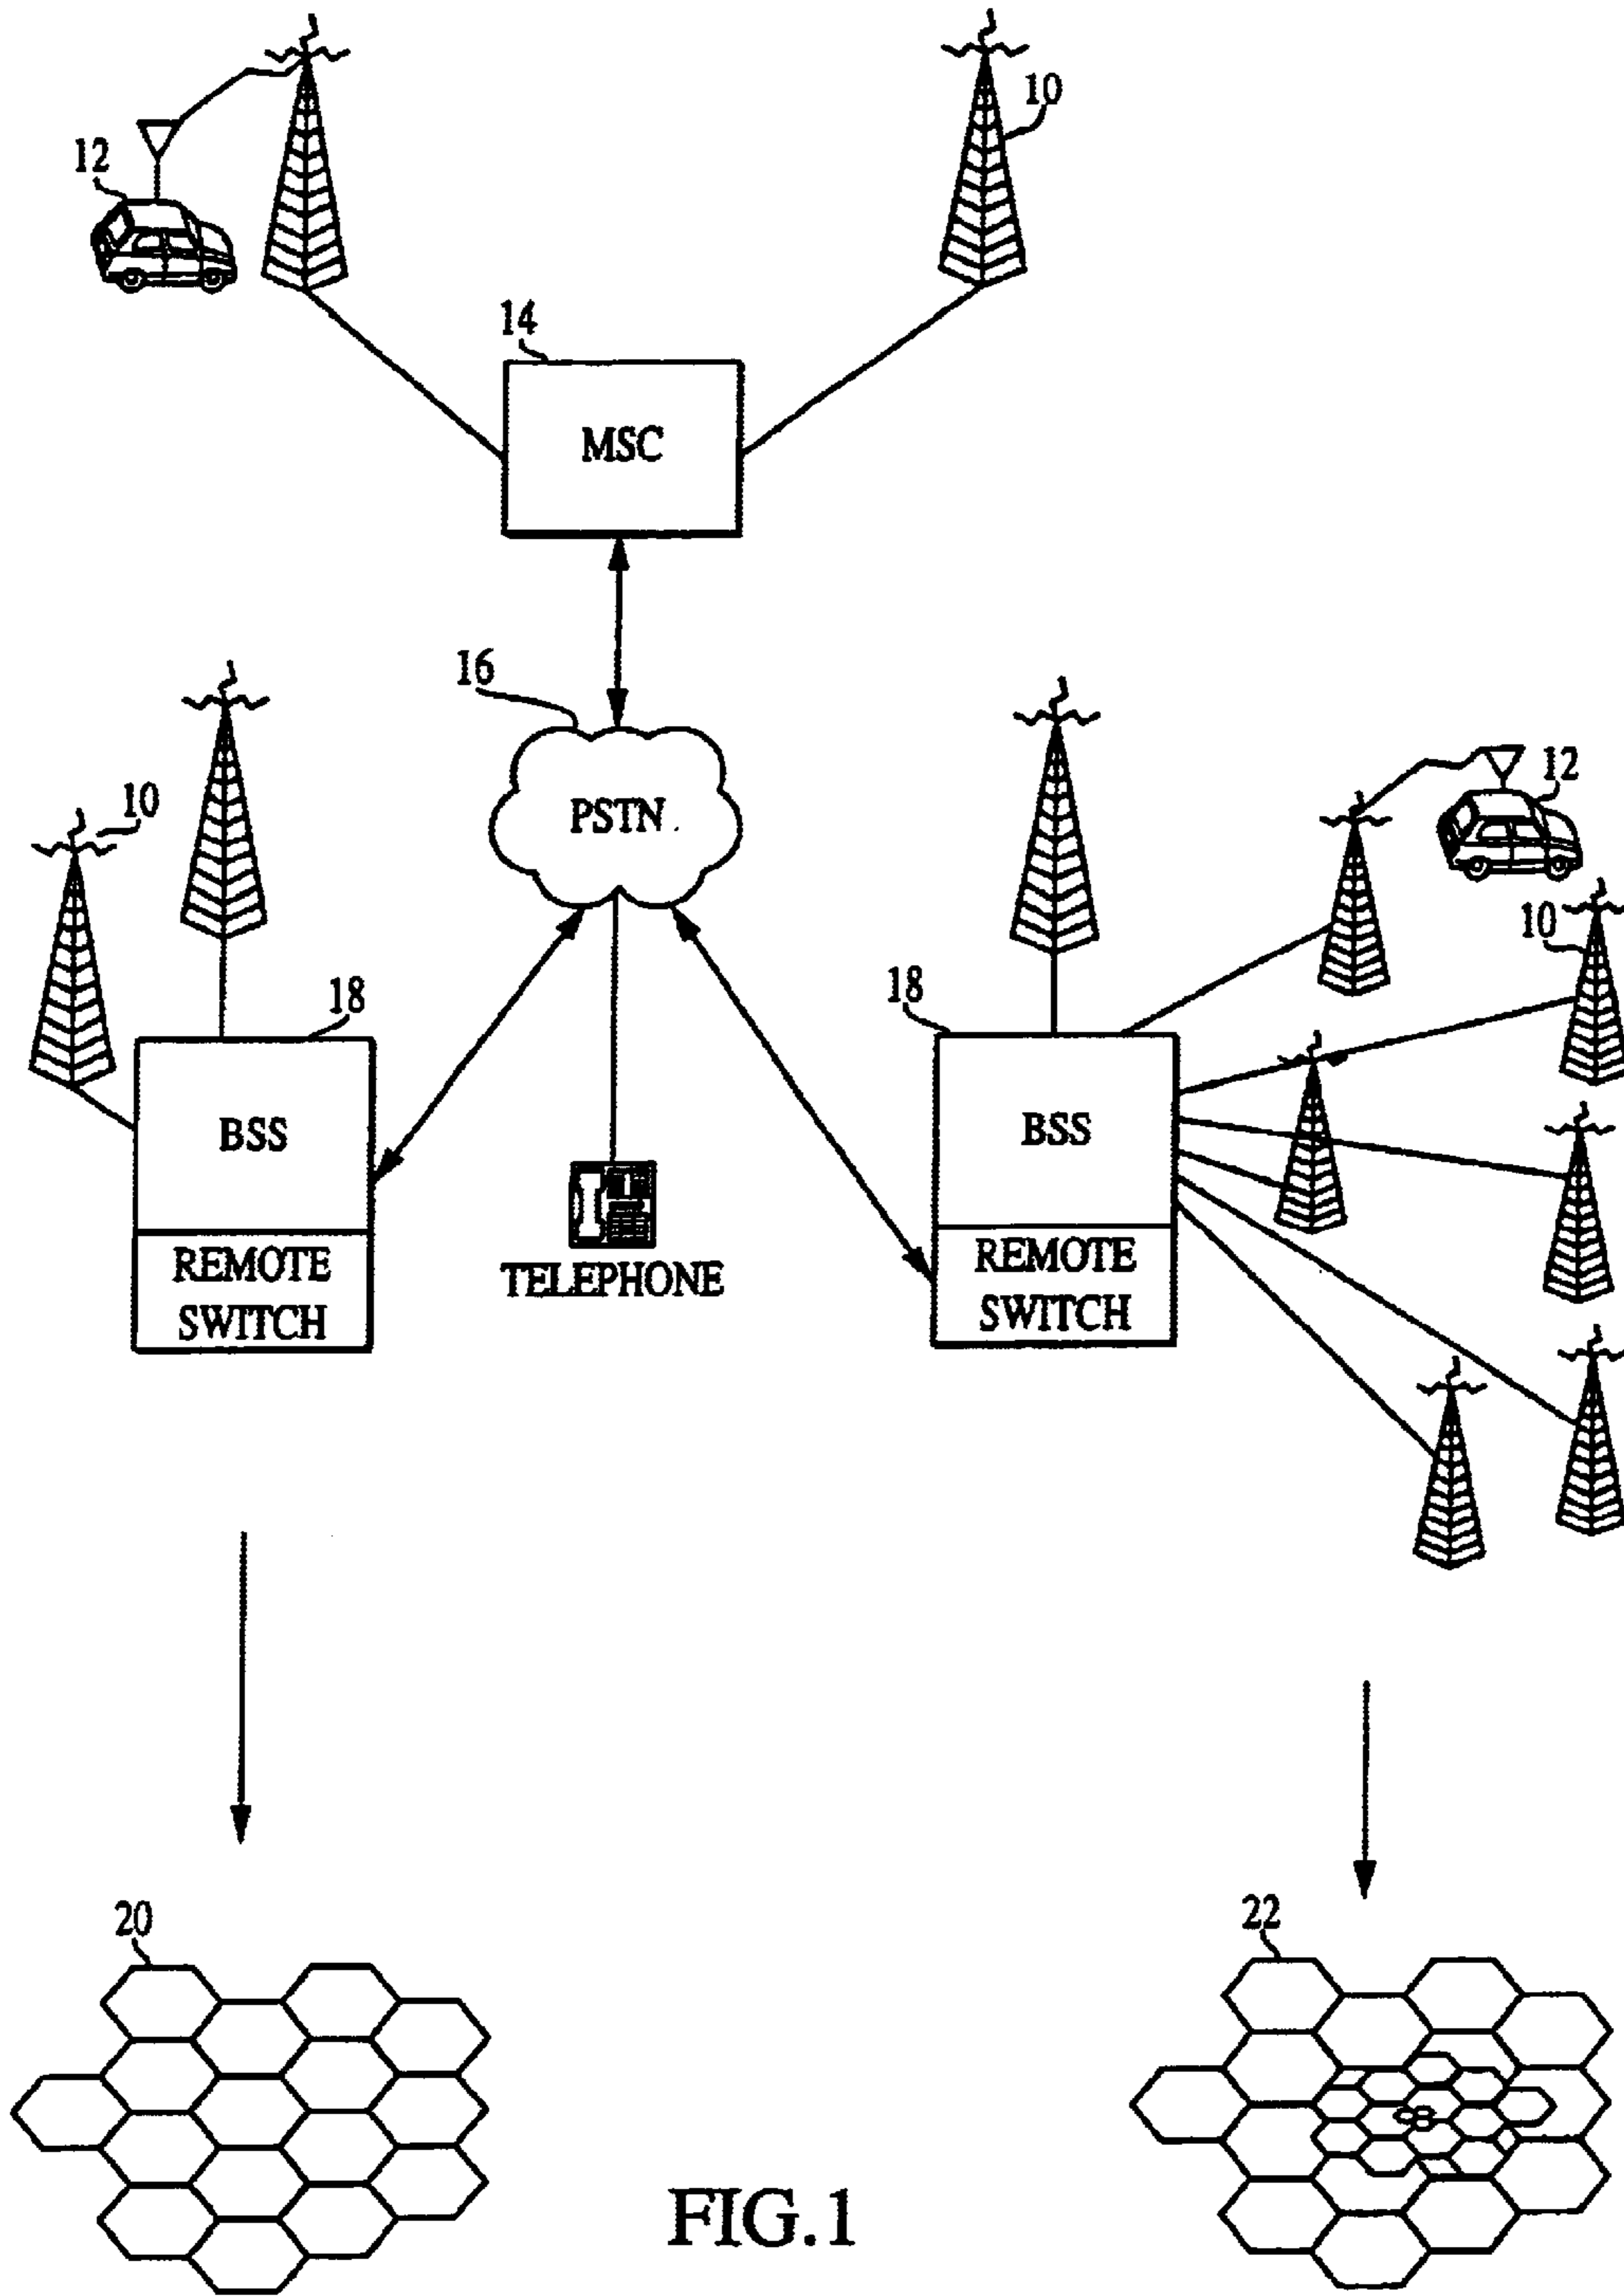 10
12
14
MSC
16
PSTN
12
10
10
18
18
BSS
BSS
REMOTE
SWITCH
TELEPHONE
REMOTE
SWITCH
20
22
FIG.1